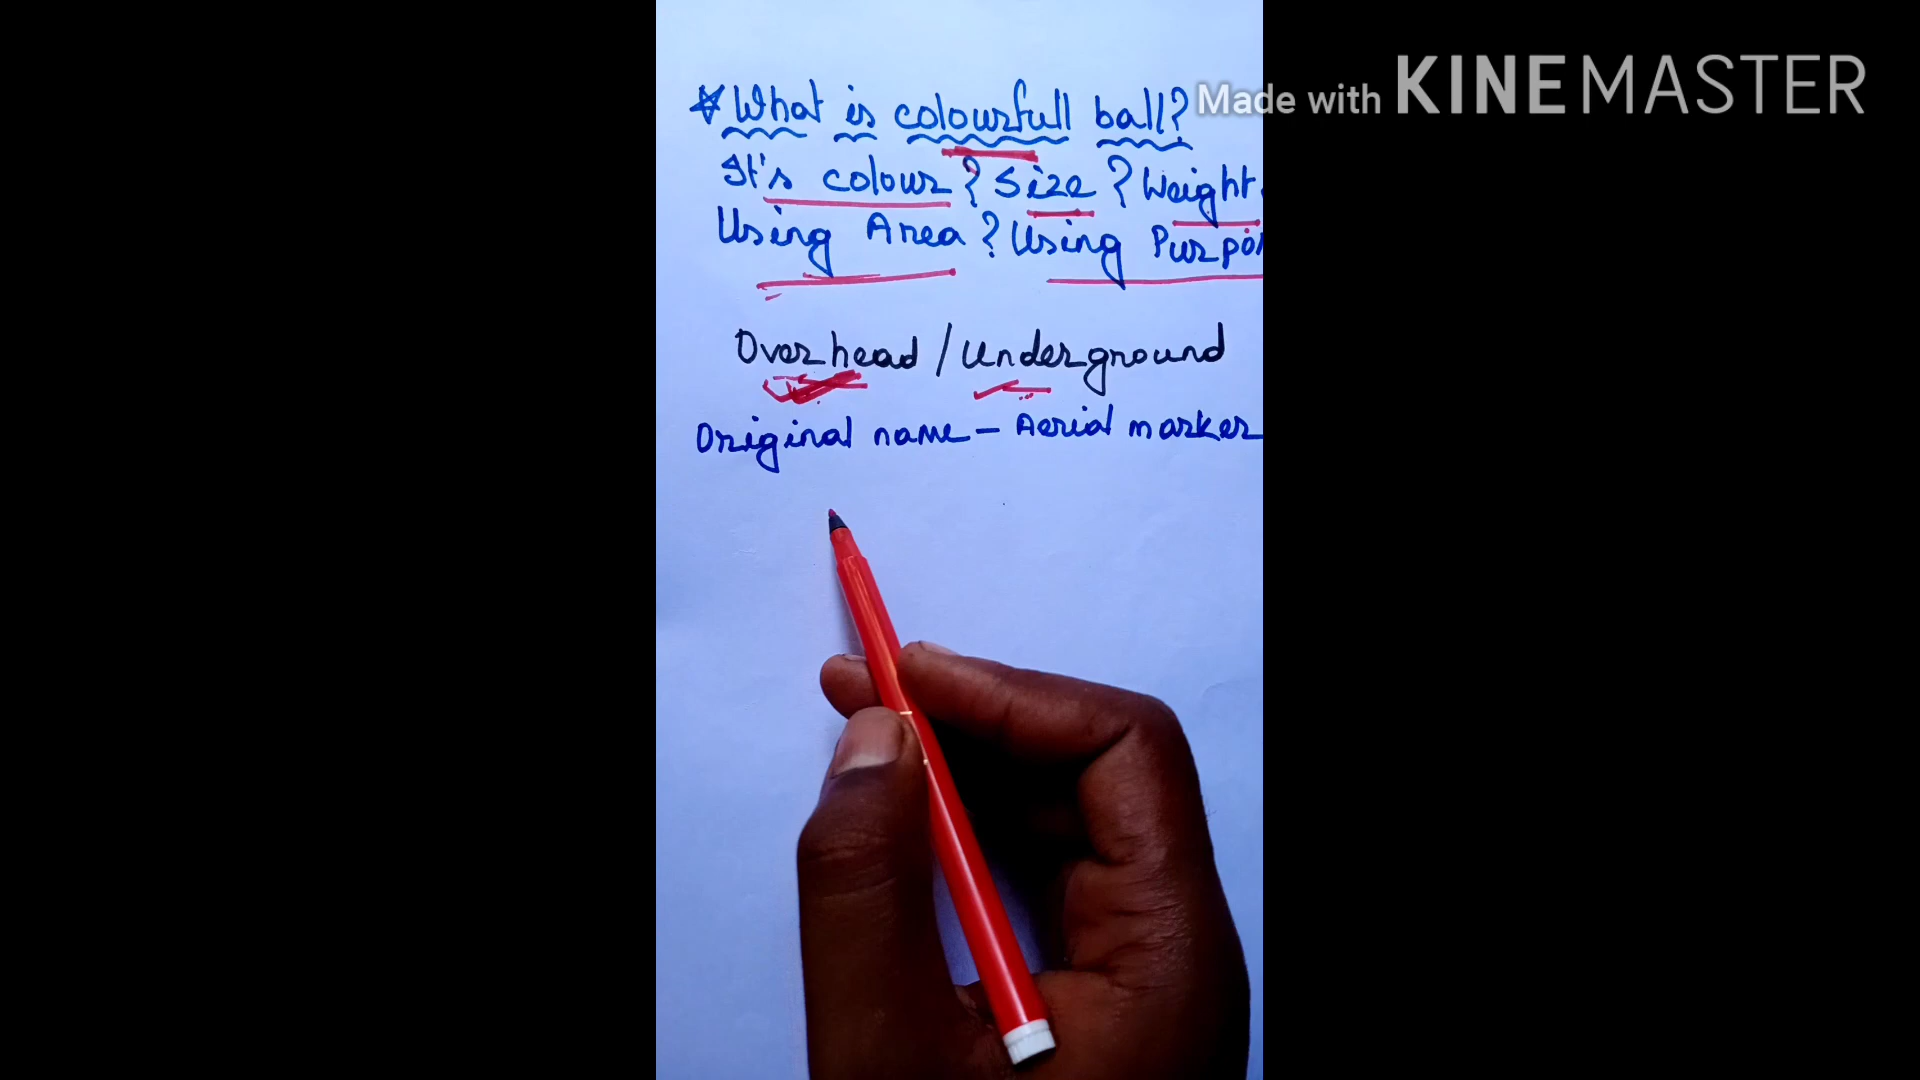 What is colourfull ball?
It's colour? Size? Weight
Using Area? Using Purpos
Overhead / Underground
Original name - Aerial marker
Made with KINEMASTER